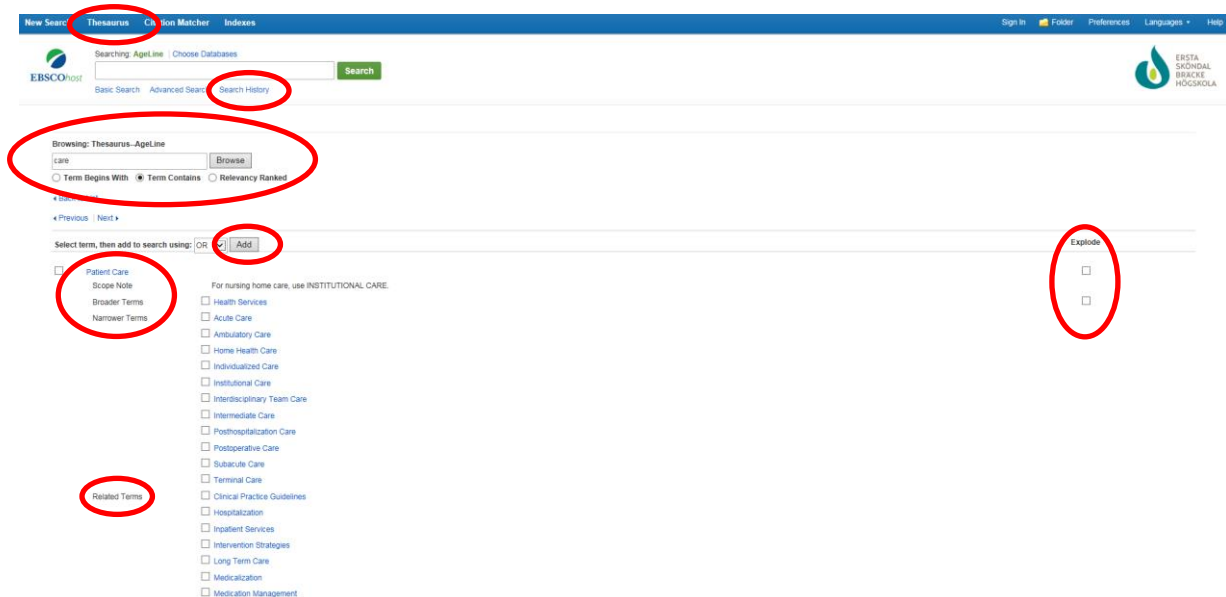 New Search Thesaurus Citation Matcher Indexes Sign In Folder Preferences Languages Help
Searching: AgeLine Choose Databases
EBSCOhost
Search
Basic Search Advanced Search Search History
ERSTA
SKÖNDAL
BRÄCKE
HÖGSKOLA
Browsing: Thesaurus--AgeLine
care Browse
Term Begins With Term Contains Relevancy Ranked
Back
Previous Next
Select term, then add to search using: OR Add Explode
Patient Care
Scope Note For nursing home care, use INSTITUTIONAL CARE.
Broader Terms Health Services
Narrower Terms Acute Care
Ambulatory Care
Home Health Care
Individualized Care
Institutional Care
Interdisciplinary Team Care
Intermediate Care
Posthospitalization Care
Postoperative Care
Subacute Care
Terminal Care
Related Terms Clinical Practice Guidelines
Hospitalization
Inpatient Services
Intervention Strategies
Long Term Care
Medicalization
Medication Management